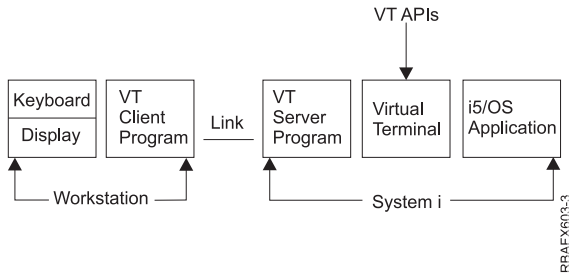 VT APIs
Keyboard
Display
VT
Client
Program
Link
VT
Server
Program
Virtual
Terminal
i5/OS
Application
Workstation
System i
RBAFX603-3